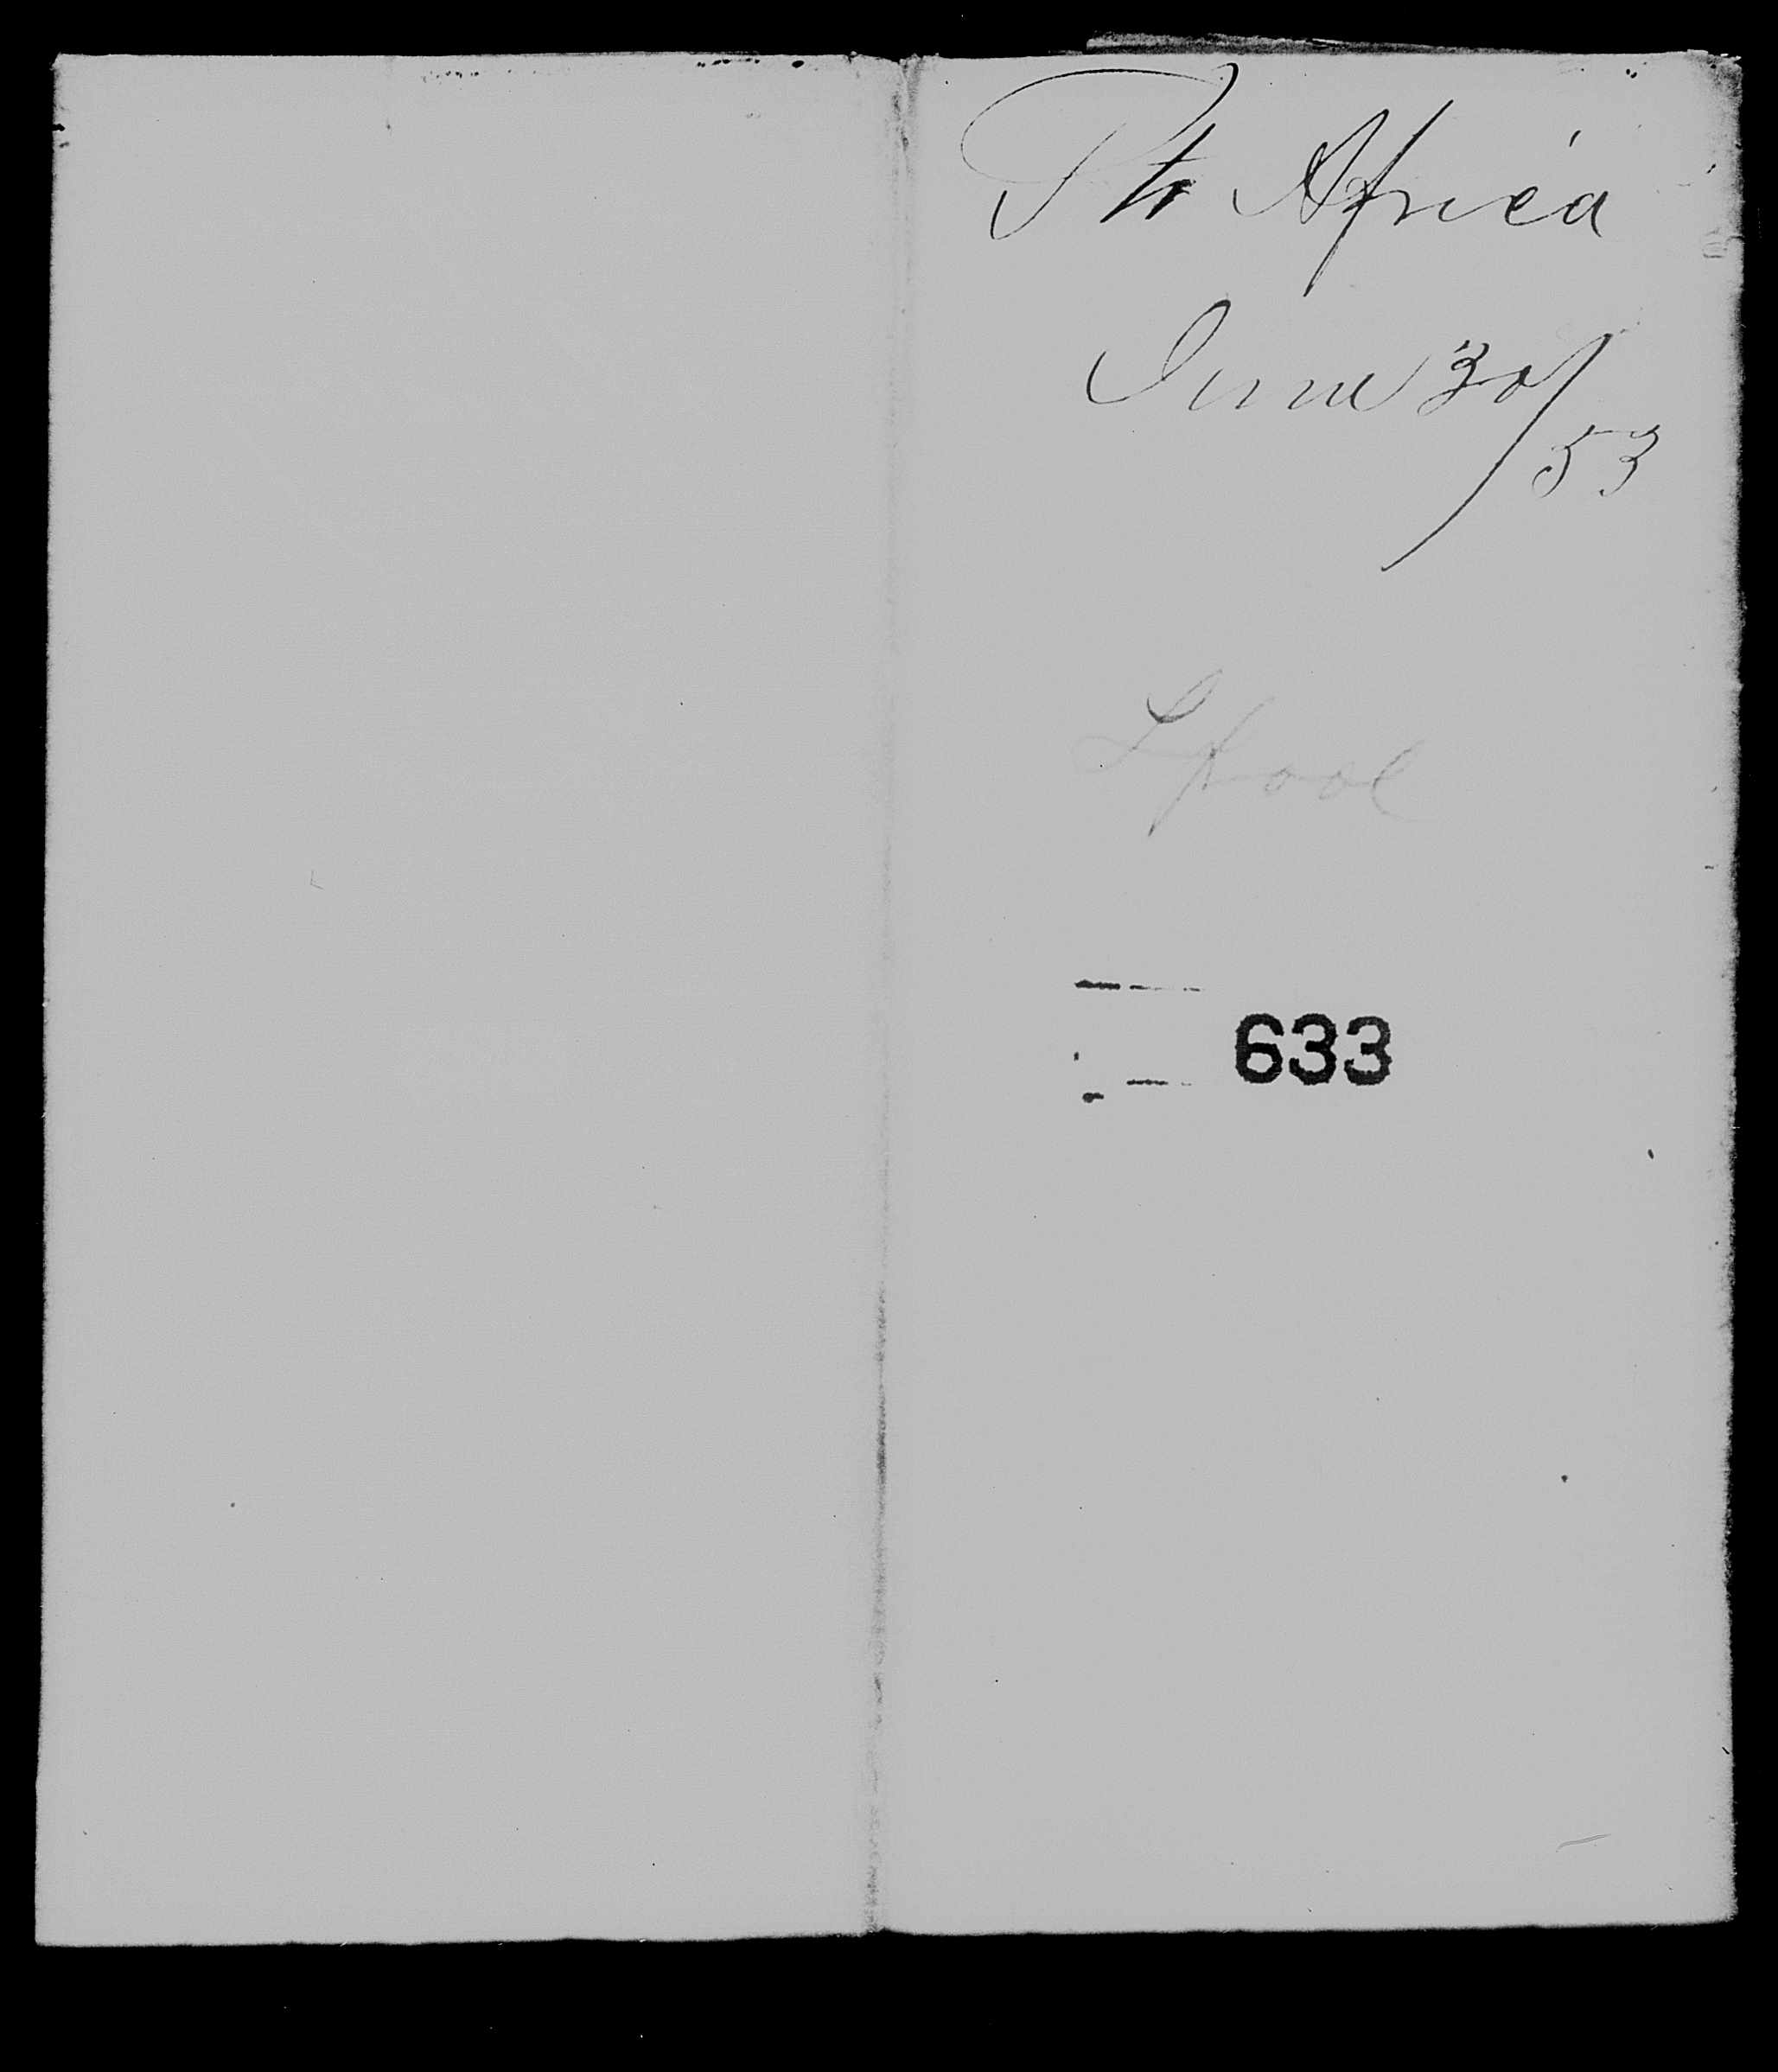 Str Africa
June 30/
53
Lpool
633